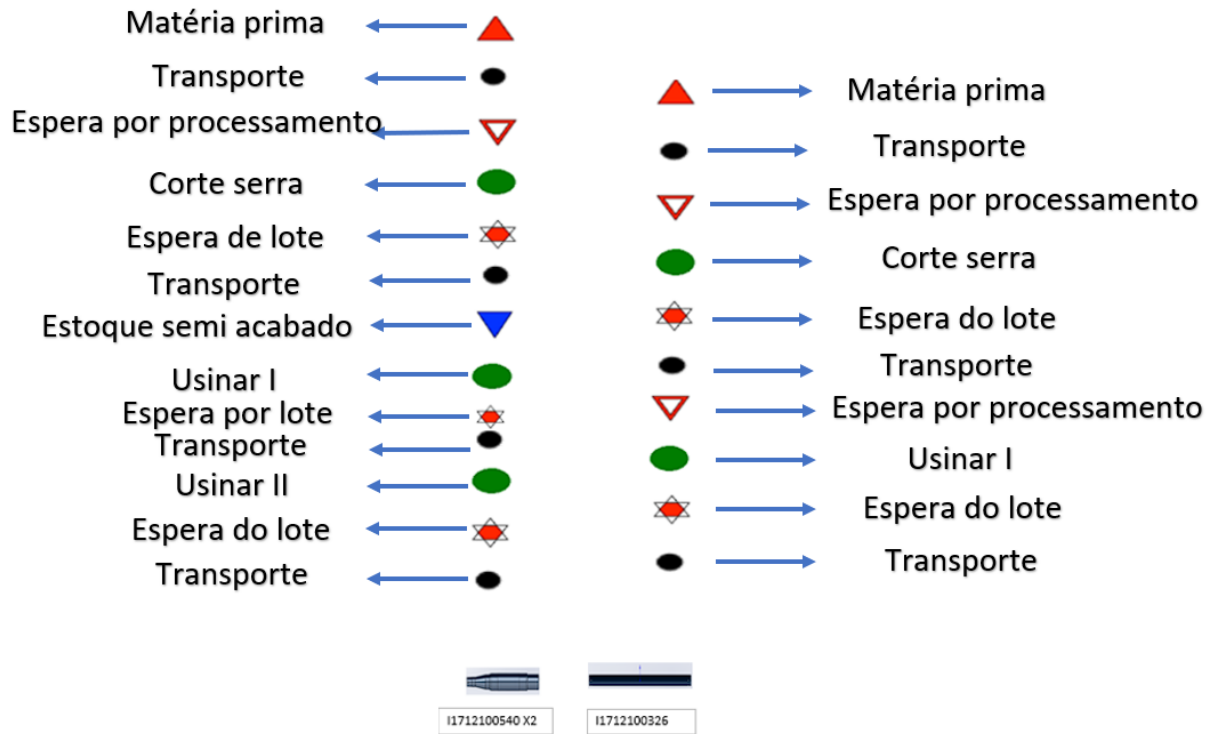 Matéria prima
Transporte
Espera por processamento
Corte serra
Espera de lote
Transporte
Estoque semi acabado
Usinar I
Espera por lote
Transporte
Usinar II
Espera do lote
Transporte
Matéria prima
Transporte
Espera por processamento
Corte serra
Espera do lote
Transporte
Espera por processamento
Usinar I
Espera do lote
Transporte
I1712100540 X2
I1712100326